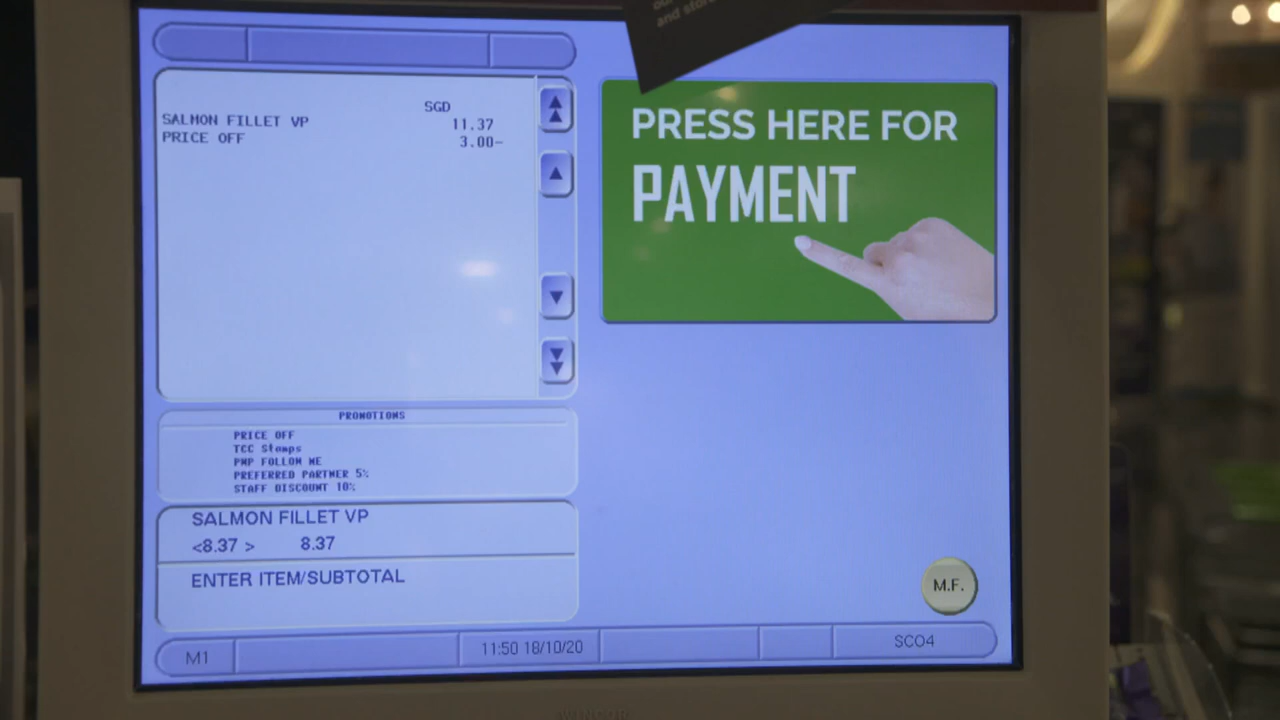 and store
SGD
SALMON FILLET VP 11.37
PRICE OFF 3.00-
PRESS HERE FOR
PAYMENT
PROMOTIONS
PRICE OFF
TCC Stamps
PWP FOLLOW ME
PREFERRED PARTNER 5%
STAFF DISCOUNT 10%
SALMON FILLET VP
<8.37 > 8.37
ENTER ITEM/SUBTOTAL
M.F.
M1 11:50 18/10/20 SCO4